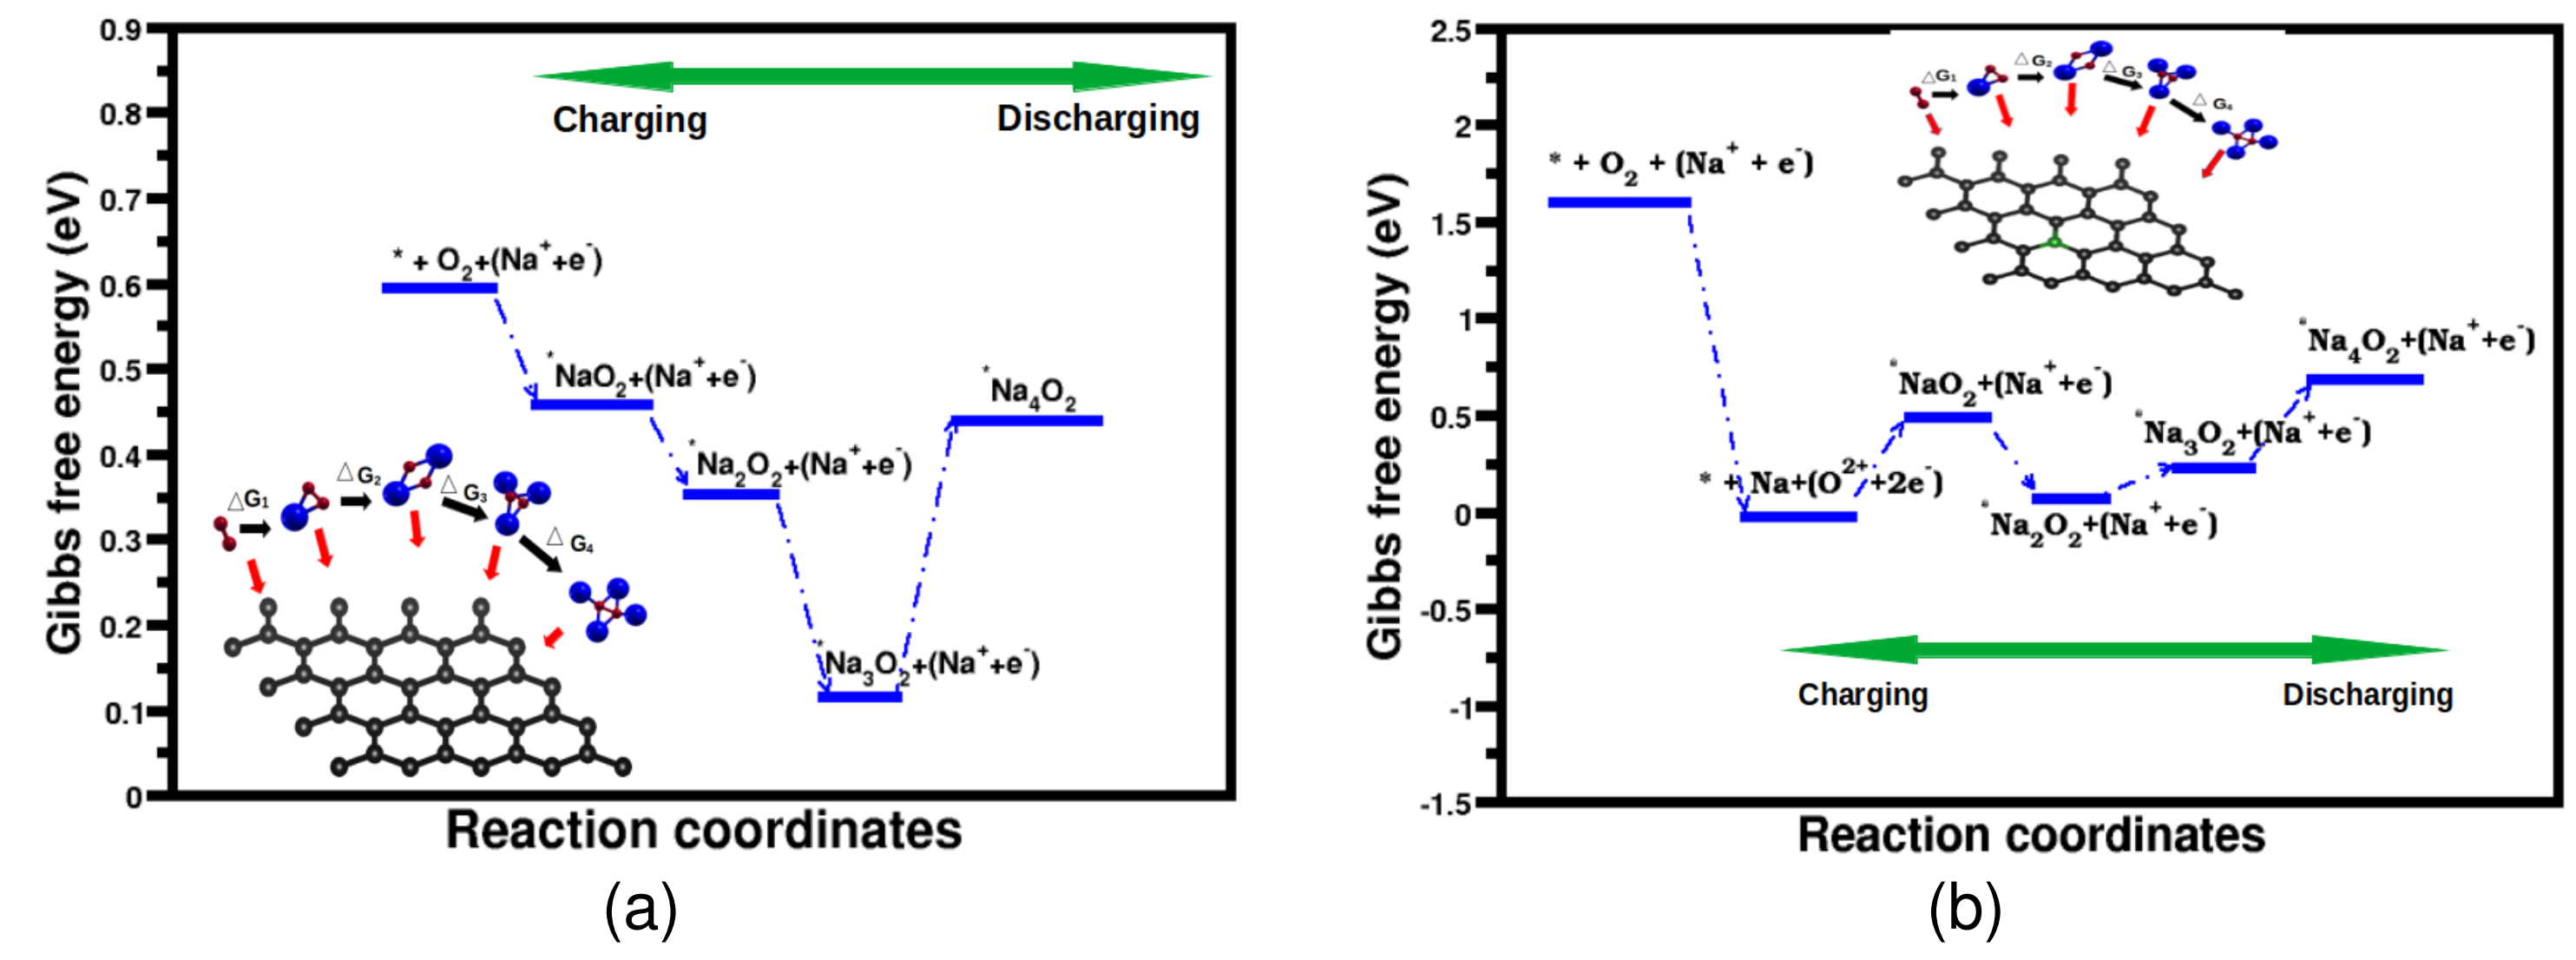 0.9
0.8
0.7
0.6
0.5
0.4
0.3
0.2
0.1
0
Gibbs free energy (eV)
Charging
Discharging
* + O₂+(Na⁺+e⁻)
*NaO₂+(Na⁺+e⁻)
*Na₂O₂+(Na⁺+e⁻)
*Na₃O₂+(Na⁺+e⁻)
*Na₄O₂
△G₁
△G₂
△G₃
△G₄
Reaction coordinates
(a)
2.5
2
1.5
1
0.5
0
-0.5
-1
-1.5
Gibbs free energy (eV)
* + O₂ + (Na⁺ + e⁻)
* + Na+(O²⁺+2e⁻)
*NaO₂+(Na⁺+e⁻)
*Na₂O₂+(Na⁺+e⁻)
*Na₃O₂+(Na⁺+e⁻)
*Na₄O₂+(Na⁺+e⁻)
△G₁
△G₂
△G₃
△G₄
Charging
Discharging
Reaction coordinates
(b)